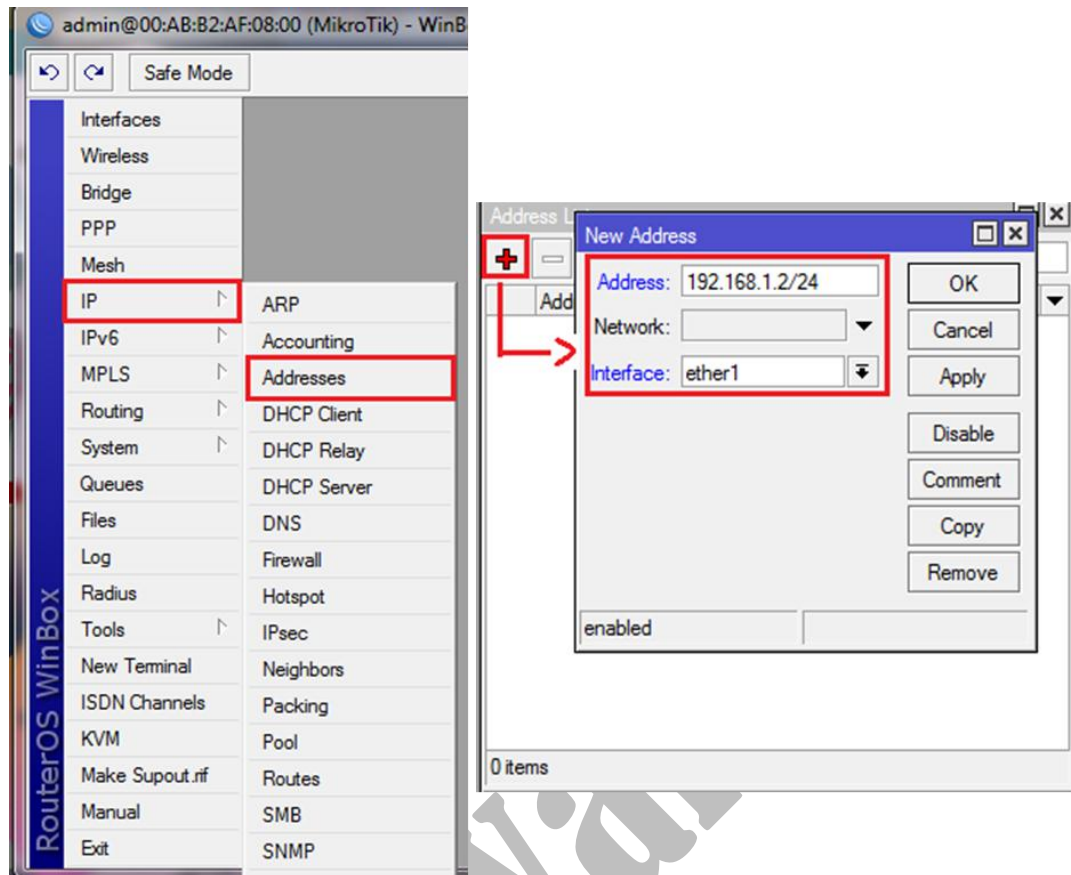 admin@00:AB:B2:AF:08:00 (MikroTik) - WinB
Safe Mode
Interfaces
Wireless
Bridge
PPP
Mesh
IP
IPv6
MPLS
Routing
System
Queues
Files
Log
Radius
Tools
New Terminal
ISDN Channels
KVM
Make Supout.rif
Manual
Exit
RouterOS WinBox
ARP
Accounting
Addresses
DHCP Client
DHCP Relay
DHCP Server
DNS
Firewall
Hotspot
IPsec
Neighbors
Packing
Pool
Routes
SMB
SNMP
Address L
Add
New Address
Address: 192.168.1.2/24
Network:
Interface: ether1
OK
Cancel
Apply
Disable
Comment
Copy
Remove
enabled
0 items